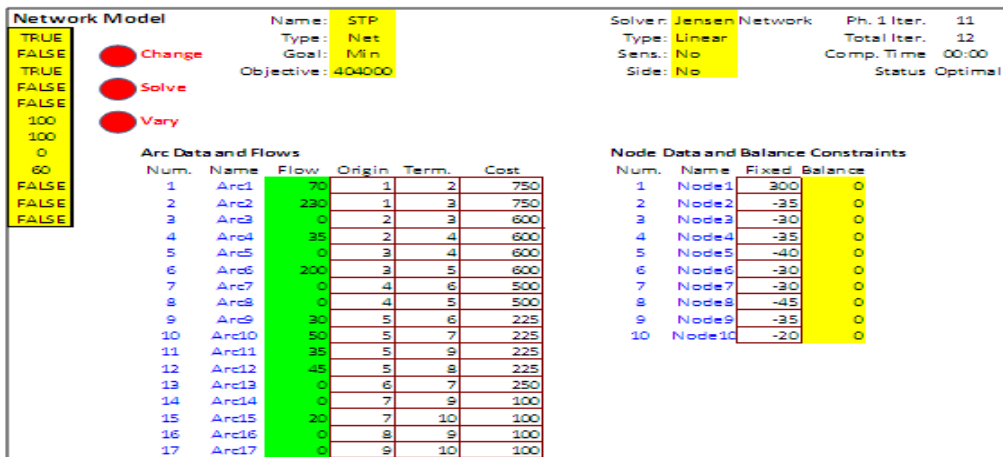 Network Model Name: STP Solver: Jensen Network Ph. 1 Iter. 11
TRUE Type: Net Type: Linear Total Iter. 12
FALSE Change Goal: Min Sens.: No Comp. Time 00:00
TRUE Objective: 404000 Side: No Status Optimal
FALSE Solve
FALSE
100 Vary
100
0 Arc Data and Flows Node Data and Balance Constraints
60 Num. Name Flow Origin Term. Cost Num. Name Fixed Balance
FALSE 1 Arc1 70 1 2 750 1 Node1 300 0
FALSE 2 Arc2 230 1 3 750 2 Node2 -35 0
FALSE 3 Arc3 0 2 3 600 3 Node3 -30 0
4 Arc4 35 2 4 600 4 Node4 -35 0
5 Arc5 0 3 4 600 5 Node5 -40 0
6 Arc6 200 3 5 600 6 Node6 -30 0
7 Arc7 0 4 6 500 7 Node7 -30 0
8 Arc8 0 4 5 500 8 Node8 -45 0
9 Arc9 30 5 6 225 9 Node9 -35 0
10 Arc10 50 5 7 225 10 Node10 -20 0
11 Arc11 35 5 9 225
12 Arc12 45 5 8 225
13 Arc13 0 6 7 250
14 Arc14 0 7 9 100
15 Arc15 20 7 10 100
16 Arc16 0 8 9 100
17 Arc17 0 9 10 100